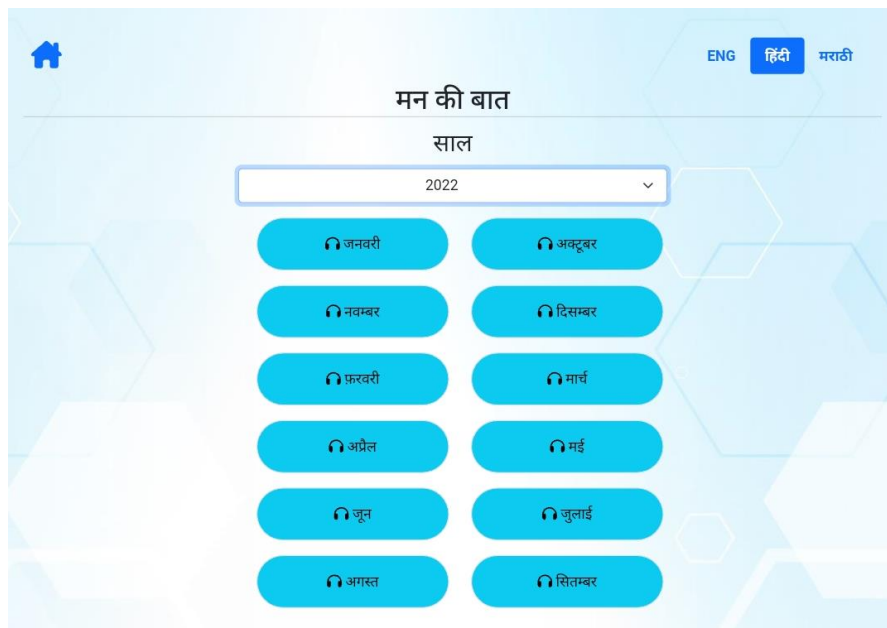 ENG हिंदी मराठी
मन की बात
साल
2022
जनवरी अक्टूबर
नवम्बर दिसम्बर
फ़रवरी मार्च
अप्रैल मई
जून जुलाई
अगस्त सितम्बर